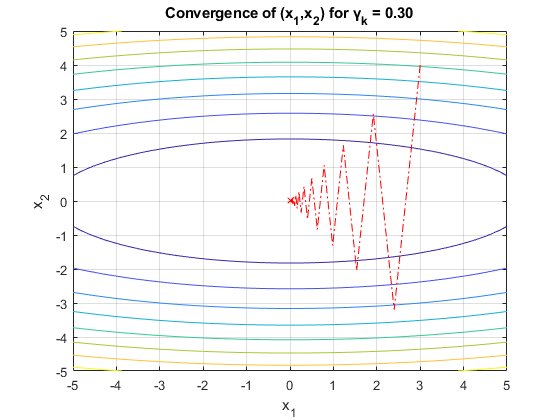 Convergence of (x₁,x₂) for γₖ = 0.30
5
4
3
2
1
0
-1
-2
-3
-4
-5
x₂
-5 -4 -3 -2 -1 0 1 2 3 4 5
x₁